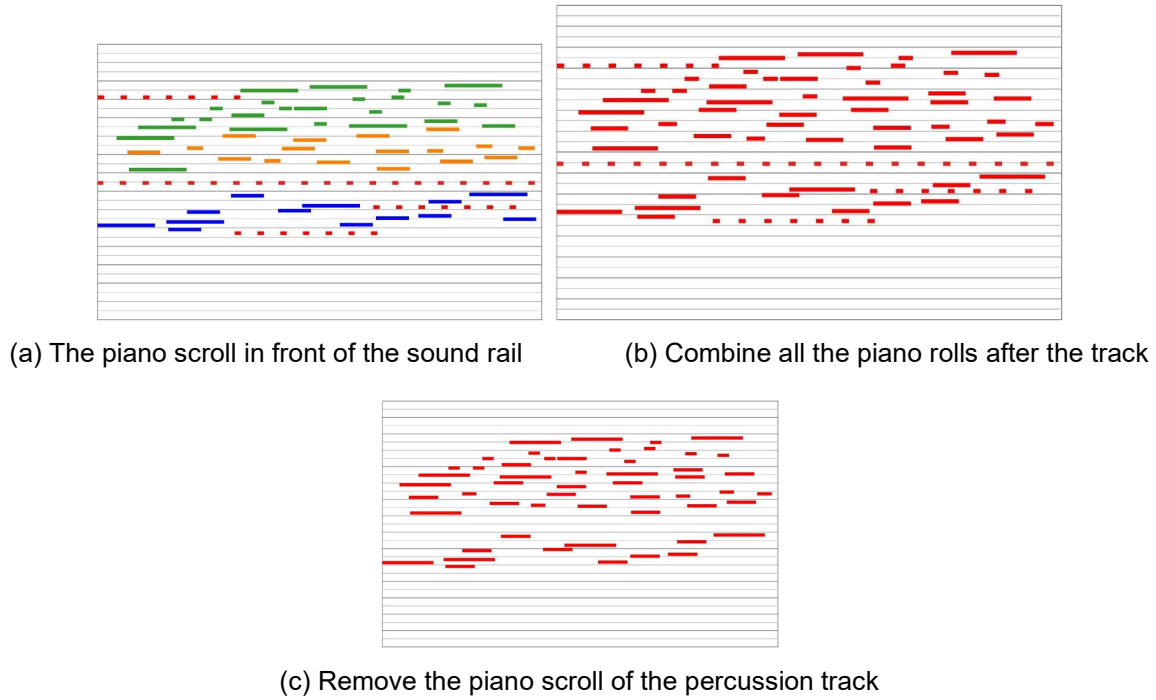 (a) The piano scroll in front of the sound rail
(b) Combine all the piano rolls after the track
(c) Remove the piano scroll of the percussion track